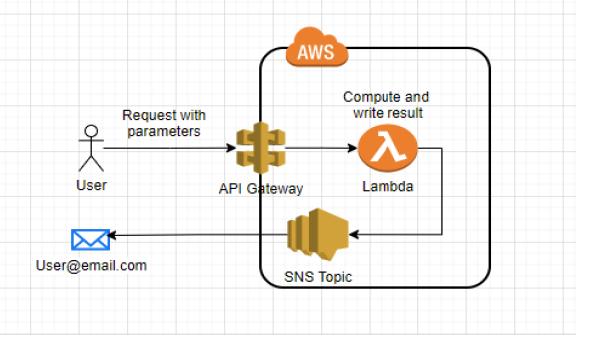 AWS
Compute and
write result
Request with
parameters
User
API Gateway
Lambda
User@email.com
SNS Topic